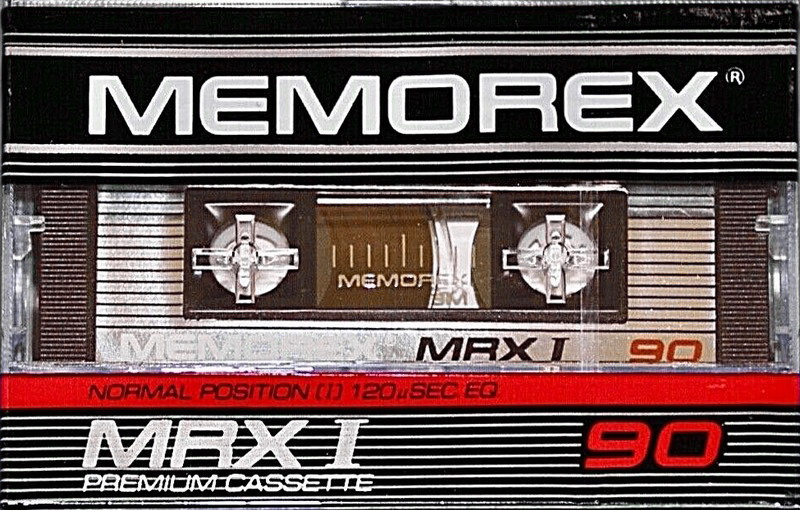 MEMOREX®
MEMOREX
MEMOREX MRX I 90
NORMAL POSITION (I) 120µSEC EQ
MRX I 90
PREMIUM CASSETTE